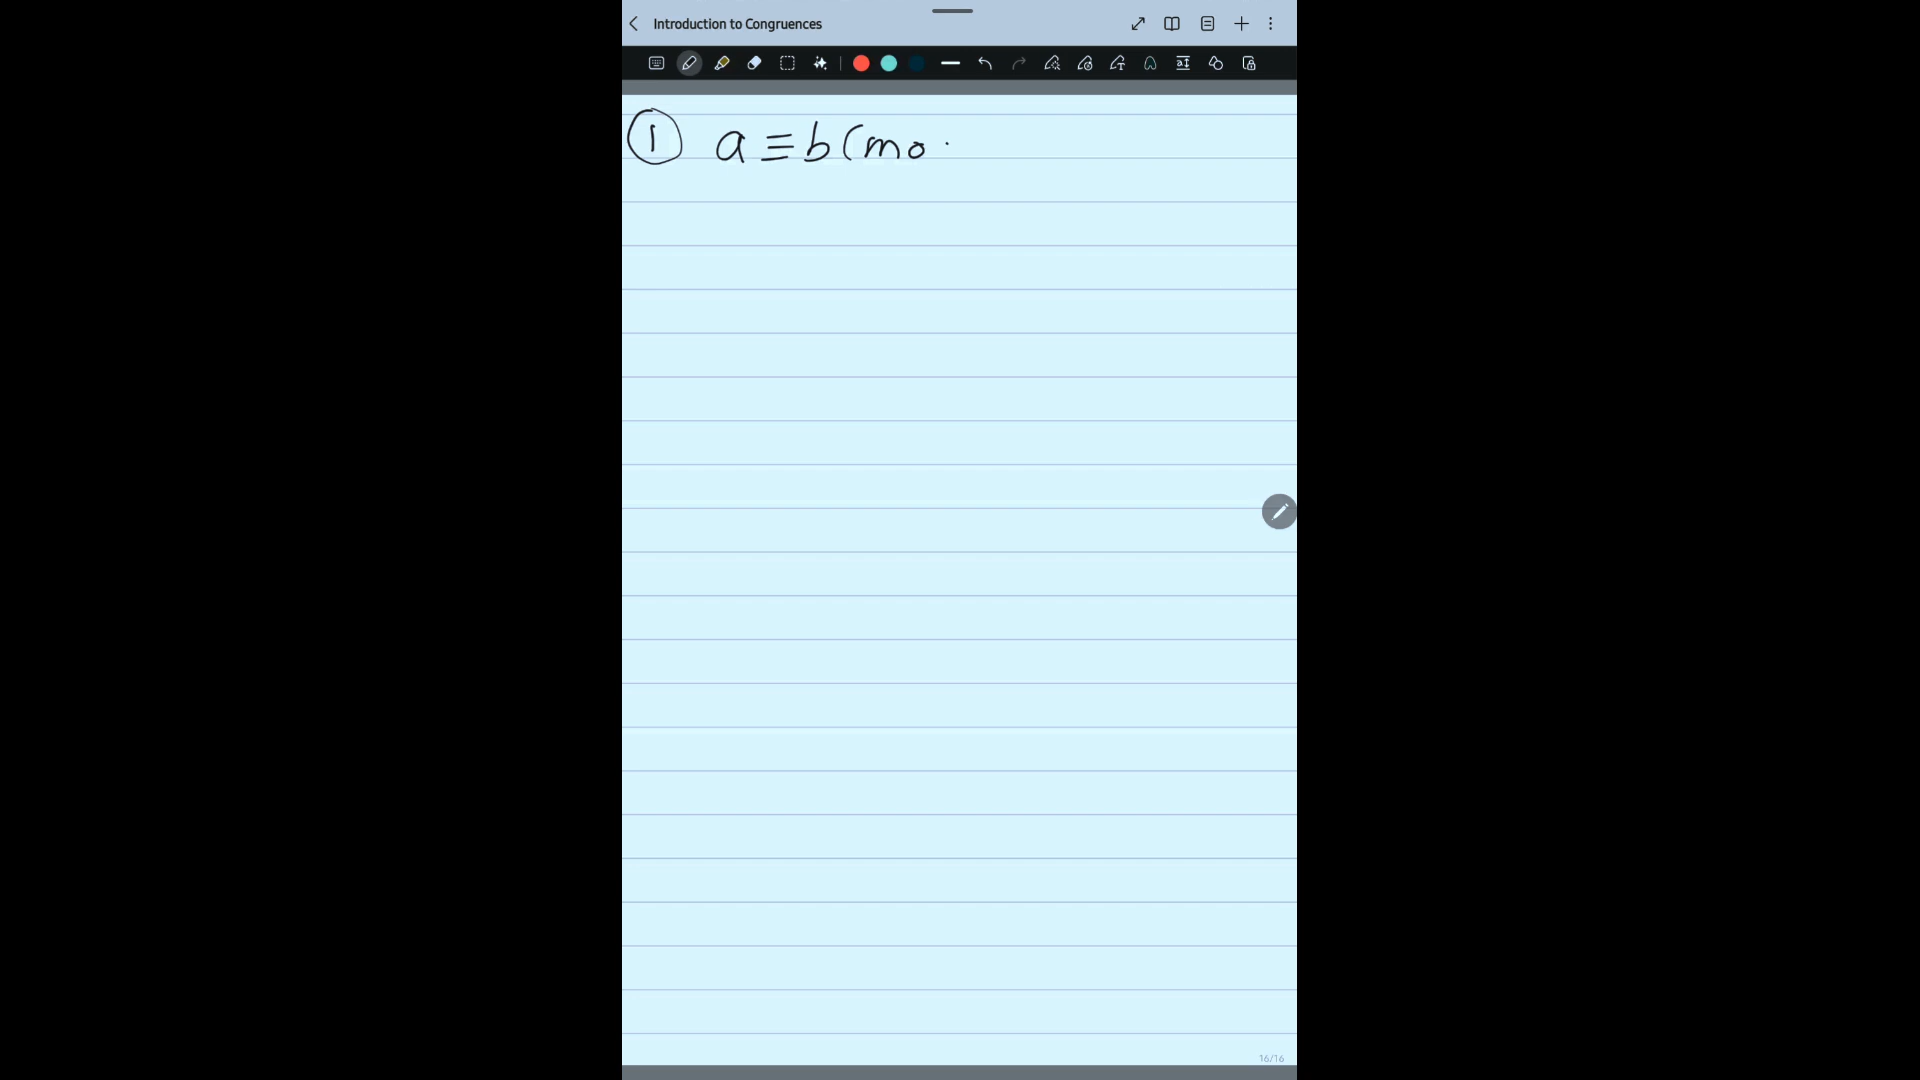 Introduction to Congruences
① a ≡ b (mo
16/16